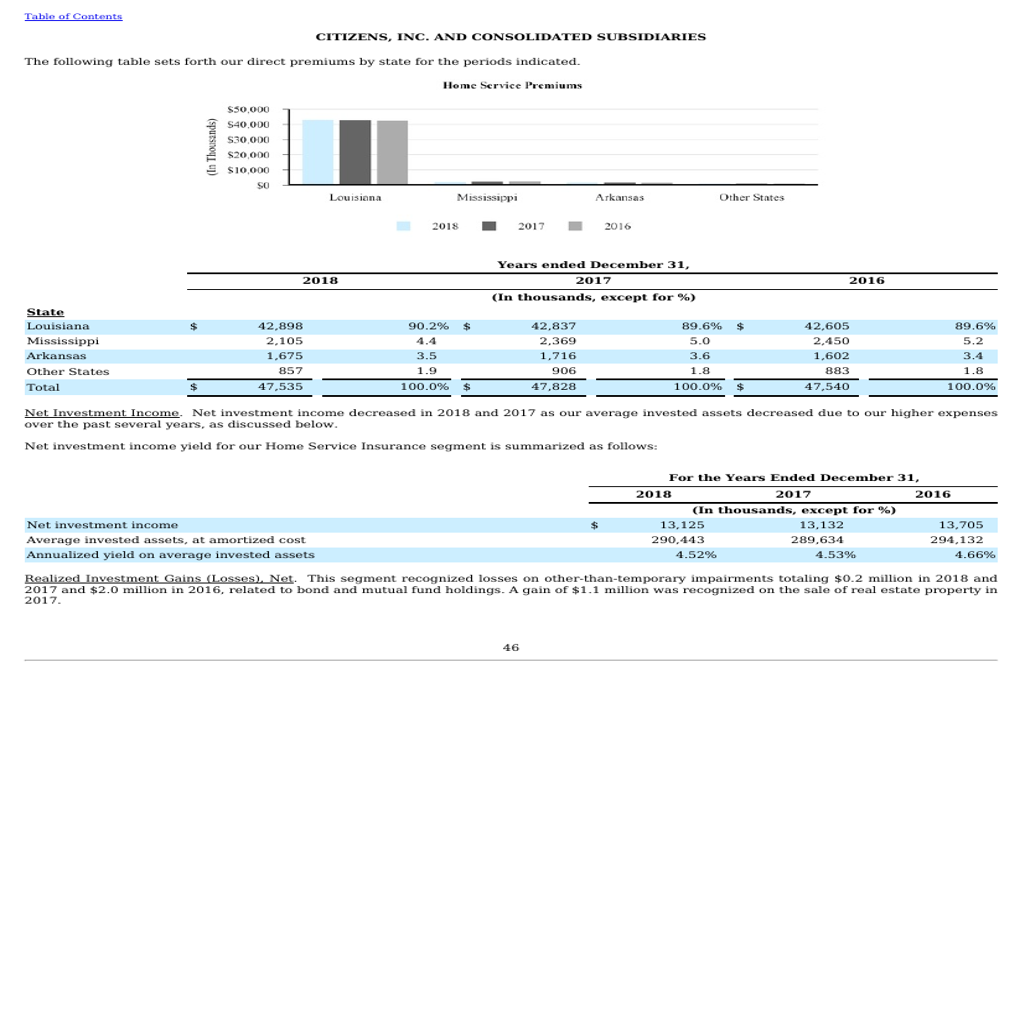 Table of Contents
CITIZENS, INC. AND CONSOLIDATED SUBSIDIARIES
The following table sets forth our direct premiums by state for the periods indicated.
Home Service Premiums
(In Thousands)
$50,000
$40,000
$30,000
$20,000
$10,000
$0
Louisiana Mississippi Arkansas Other States
2018 2017 2016
Years ended December 31,
2018 2017 2016
(In thousands, except for %)
State
Louisiana $ 42,898 90.2% $ 42,837 89.6% $ 42,605 89.6%
Mississippi 2,105 4.4 2,369 5.0 2,450 5.2
Arkansas 1,675 3.5 1,716 3.6 1,602 3.4
Other States 857 1.9 906 1.8 883 1.8
Total $ 47,535 100.0% $ 47,828 100.0% $ 47,540 100.0%
Net Investment Income. Net investment income decreased in 2018 and 2017 as our average invested assets decreased due to our higher expenses
over the past several years, as discussed below.
Net investment income yield for our Home Service Insurance segment is summarized as follows:
For the Years Ended December 31,
2018 2017 2016
(In thousands, except for %)
Net investment income $ 13,125 13,132 13,705
Average invested assets, at amortized cost 290,443 289,634 294,132
Annualized yield on average invested assets 4.52% 4.53% 4.66%
Realized Investment Gains (Losses), Net. This segment recognized losses on other-than-temporary impairments totaling $0.2 million in 2018 and
2017 and $2.0 million in 2016, related to bond and mutual fund holdings. A gain of $1.1 million was recognized on the sale of real estate property in
2017.
46